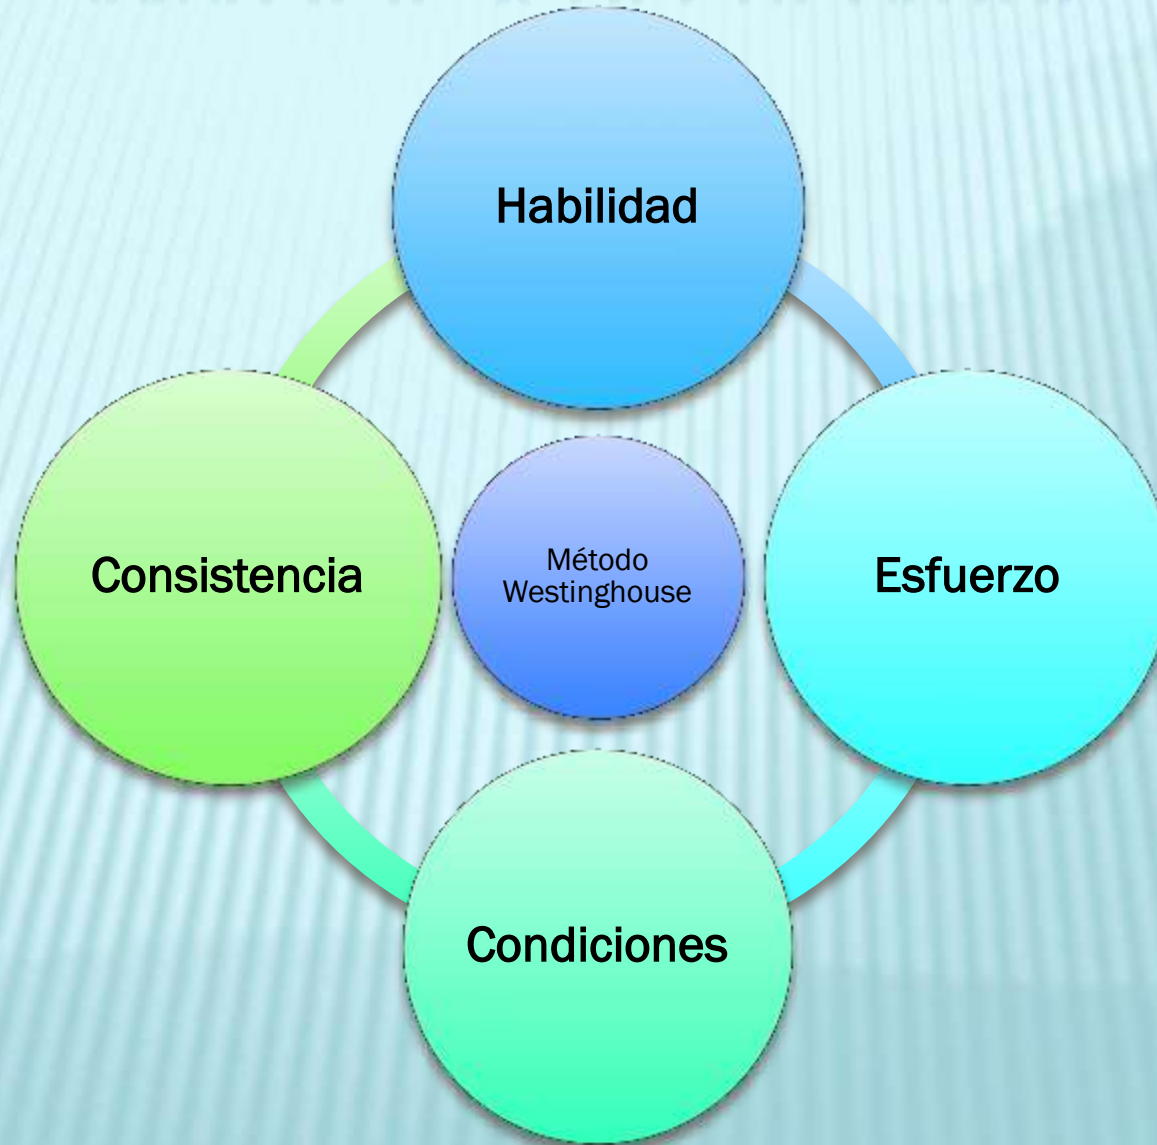 Habilidad
Consistencia
Método
Westinghouse
Esfuerzo
Condiciones